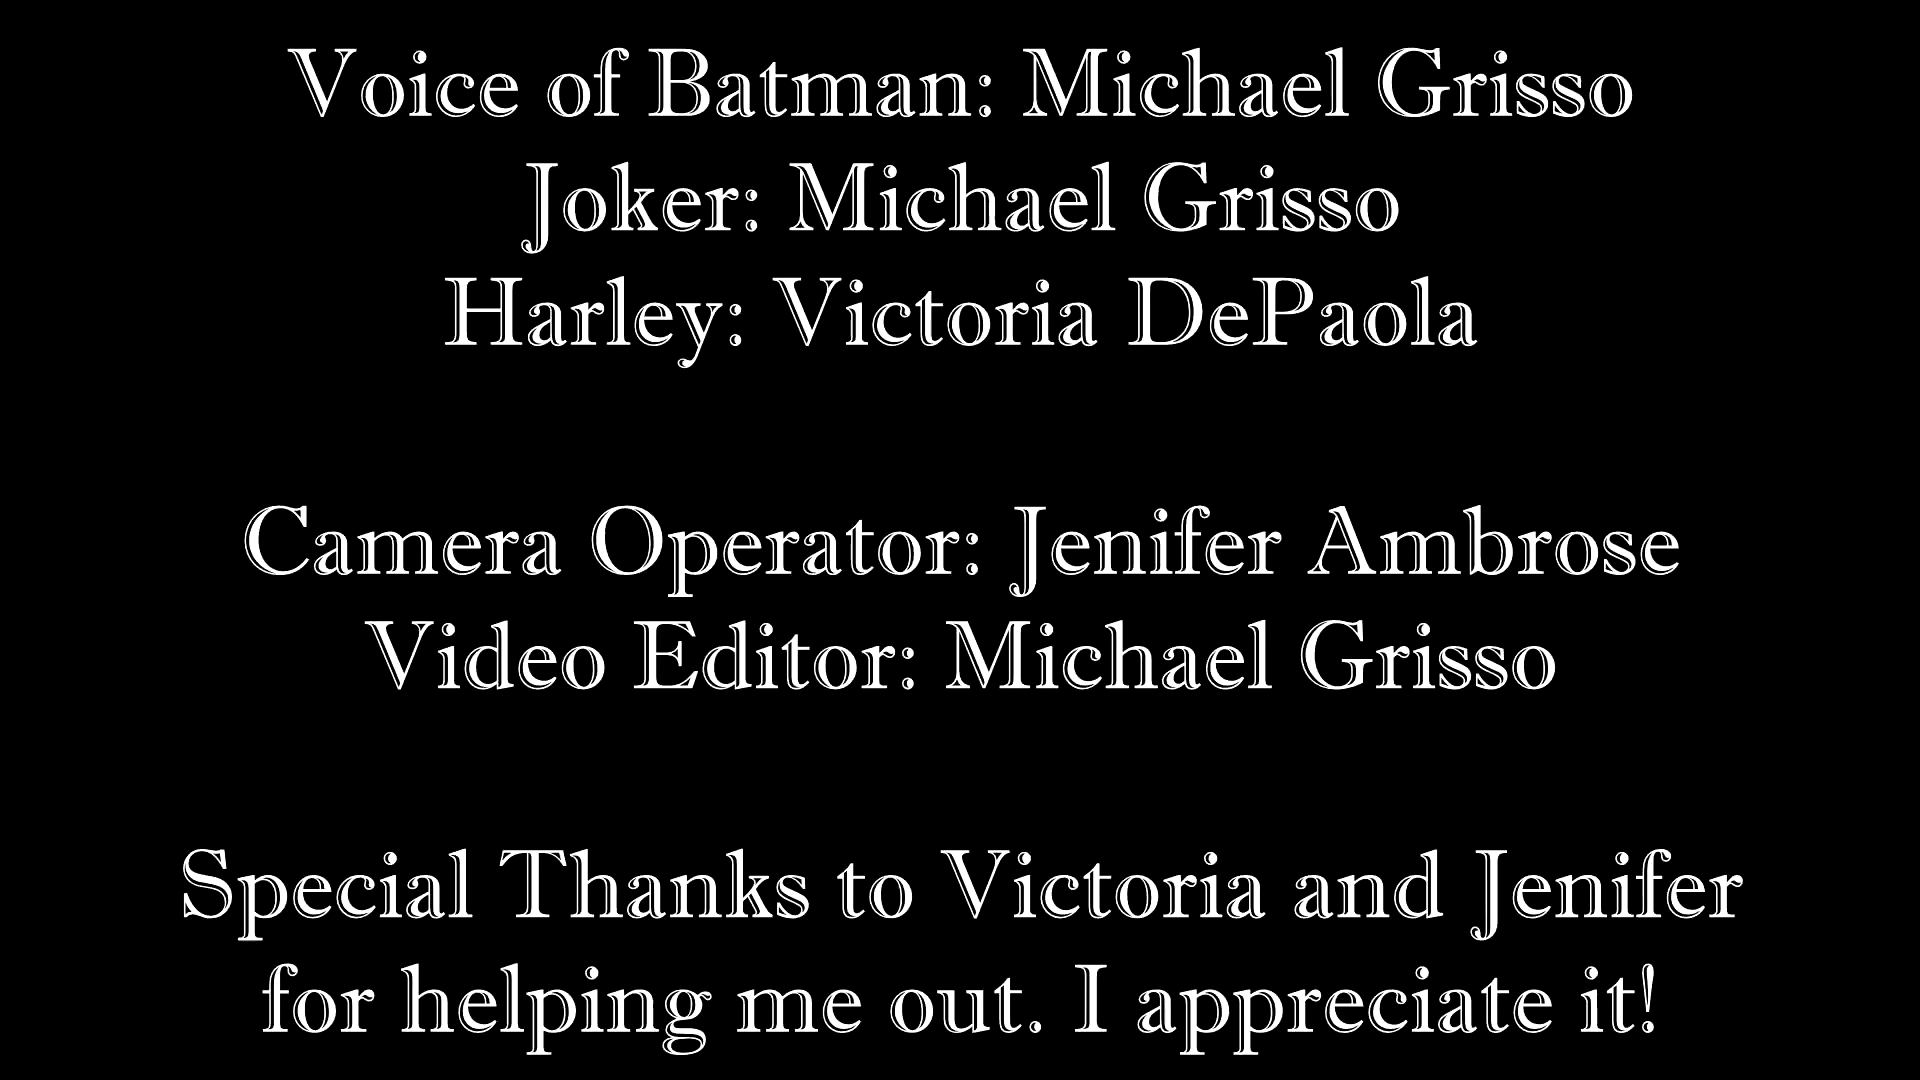 Voice of Batman: Michael Grisso
Joker: Michael Grisso
Harley: Victoria DePaola
Camera Operator: Jenifer Ambrose
Video Editor: Michael Grisso
Special Thanks to Victoria and Jenifer
for helping me out. I appreciate it!